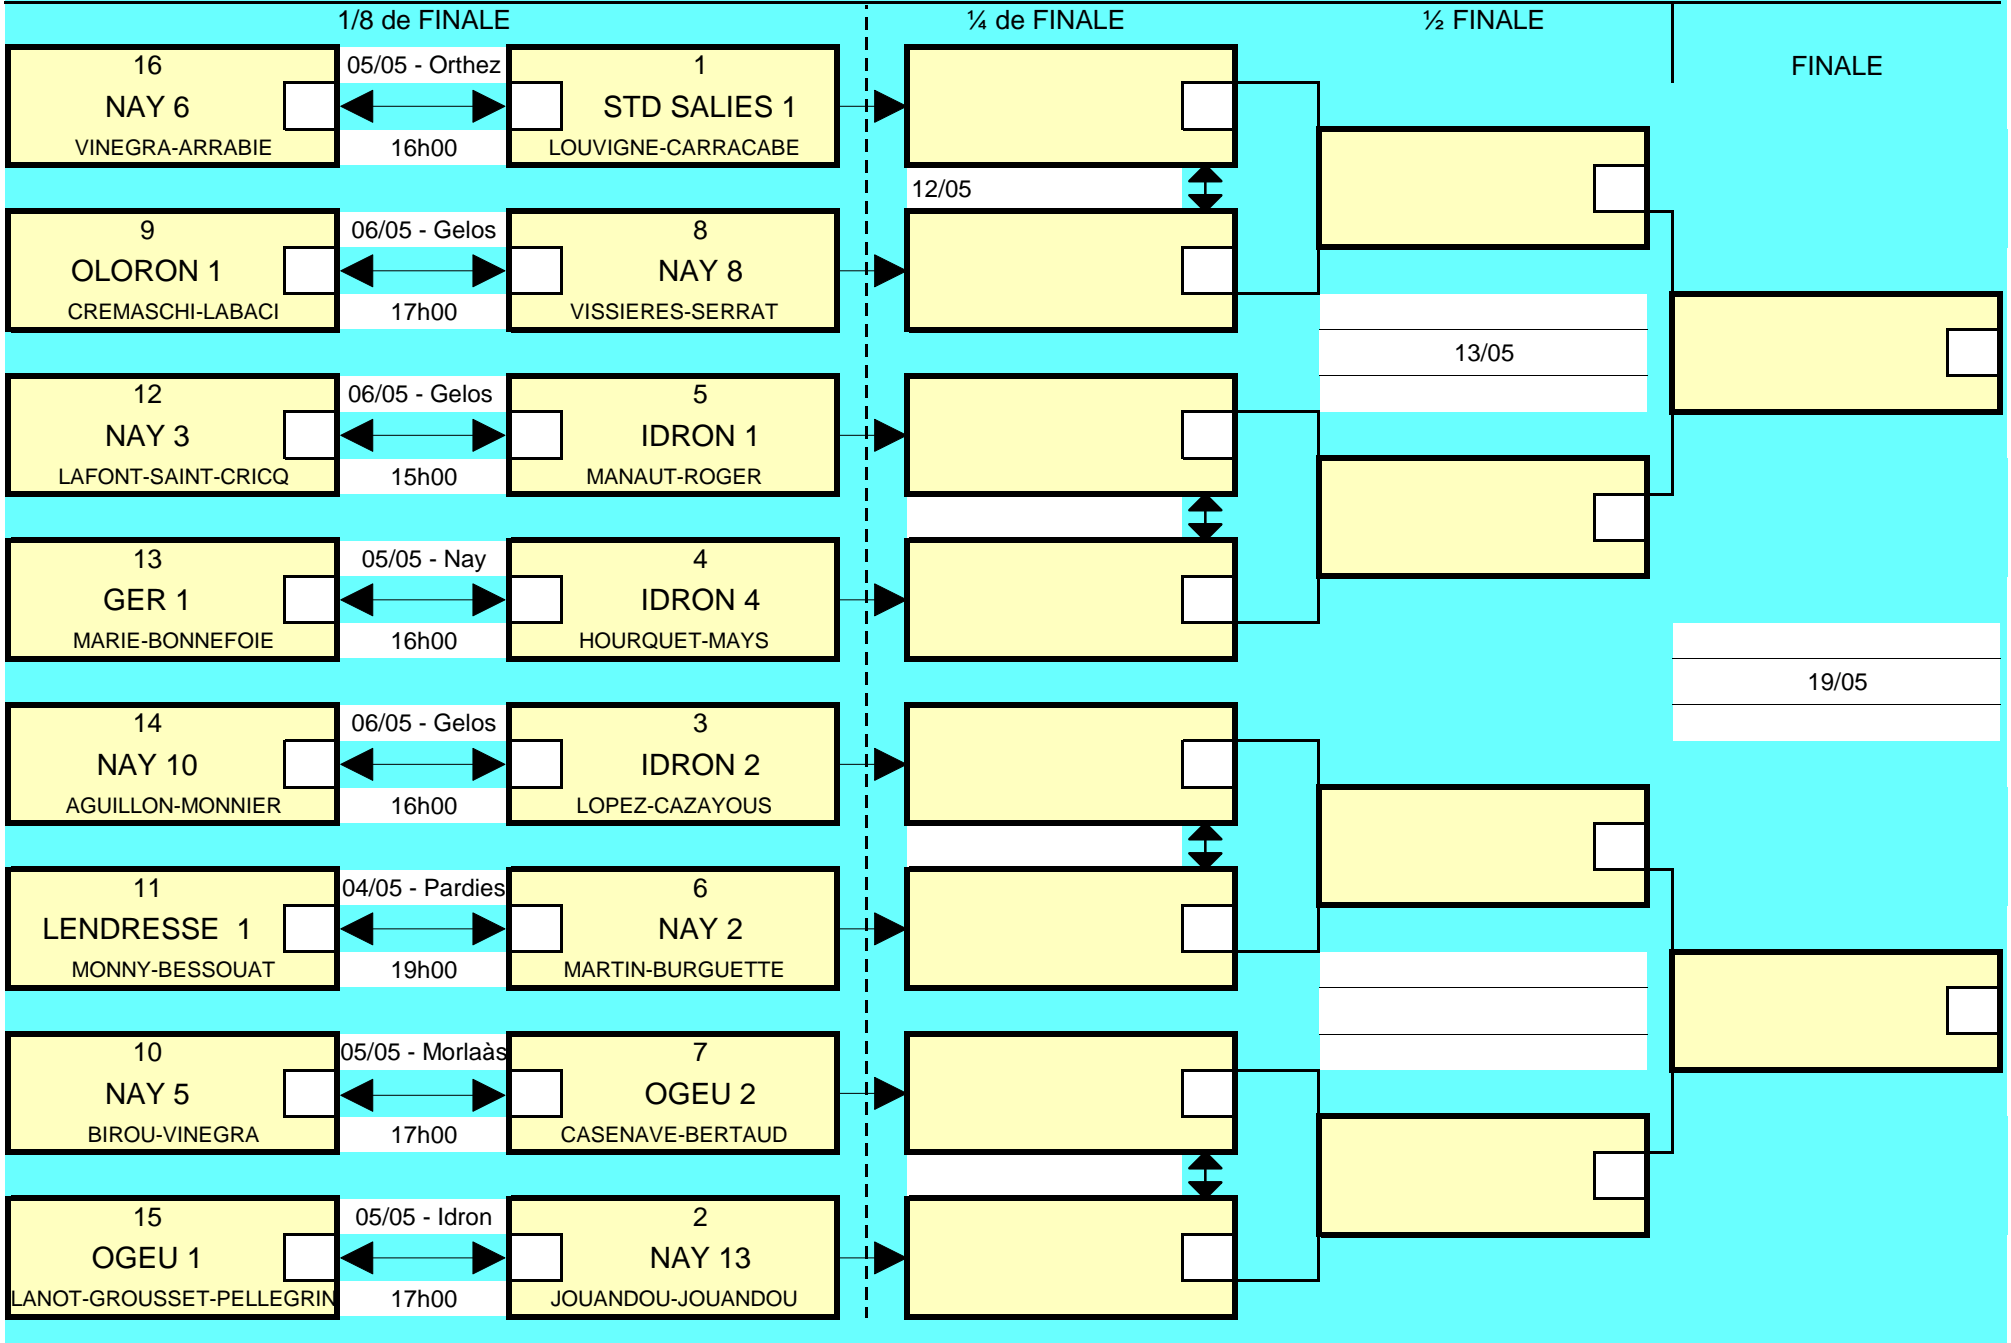 1/8 de FINALE
¼ de FINALE
½ FINALE
FINALE
16
NAY 6
VINEGRA-ARRABIE
05/05 - Orthez
16h00
1
STD SALIES 1
LOUVIGNE-CARRACABE
12/05
9
OLORON 1
CREMASCHI-LABACI
06/05 - Gelos
17h00
8
NAY 8
VISSIERES-SERRAT
13/05
12
NAY 3
LAFONT-SAINT-CRICQ
06/05 - Gelos
15h00
5
IDRON 1
MANAUT-ROGER
13
GER 1
MARIE-BONNEFOIE
05/05 - Nay
16h00
4
IDRON 4
HOURQUET-MAYS
19/05
14
NAY 10
AGUILLON-MONNIER
06/05 - Gelos
16h00
3
IDRON 2
LOPEZ-CAZAYOUS
11
LENDRESSE  1
MONNY-BESSOUAT
04/05 - Pardies
19h00
6
NAY 2
MARTIN-BURGUETTE
10
NAY 5
BIROU-VINEGRA
05/05 - Morlaàs
17h00
7
OGEU 2
CASENAVE-BERTAUD
15
OGEU 1
LANOT-GROUSSET-PELLEGRIN
05/05 - Idron
17h00
2
NAY 13
JOUANDOU-JOUANDOU